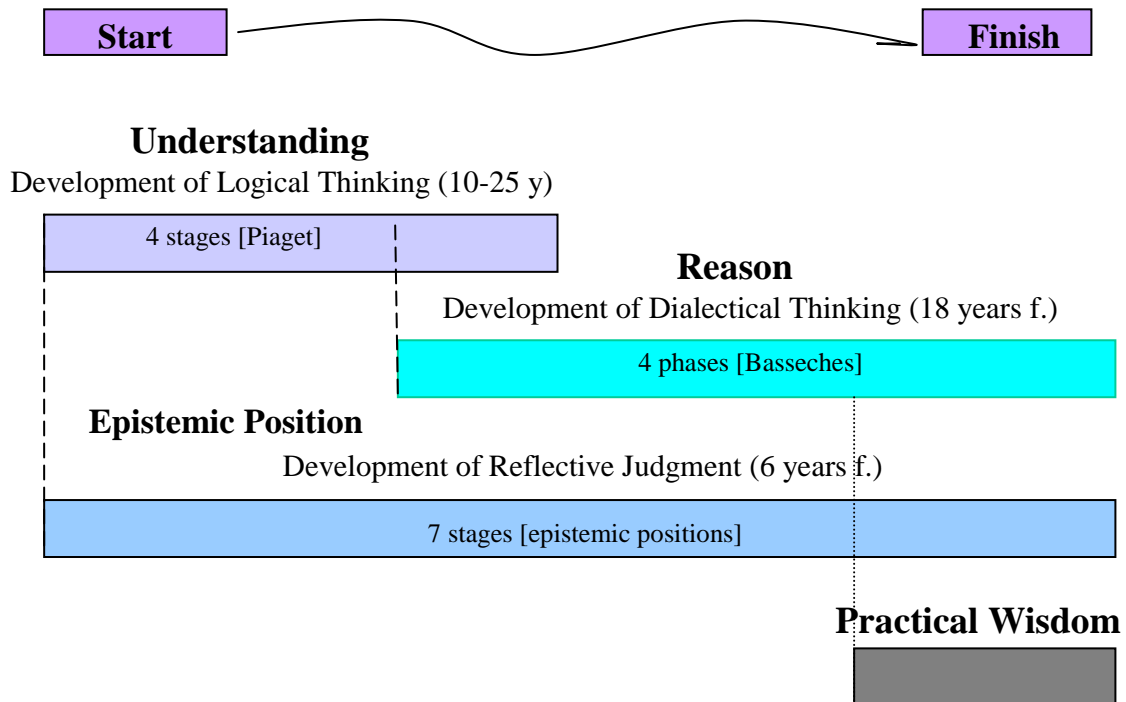 Start
Finish
Understanding
Development of Logical Thinking (10-25 y)
4 stages [Piaget]
Reason
Development of Dialectical Thinking (18 years f.)
4 phases [Basseches]
Epistemic Position
Development of Reflective Judgment (6 years f.)
7 stages [epistemic positions]
Practical Wisdom